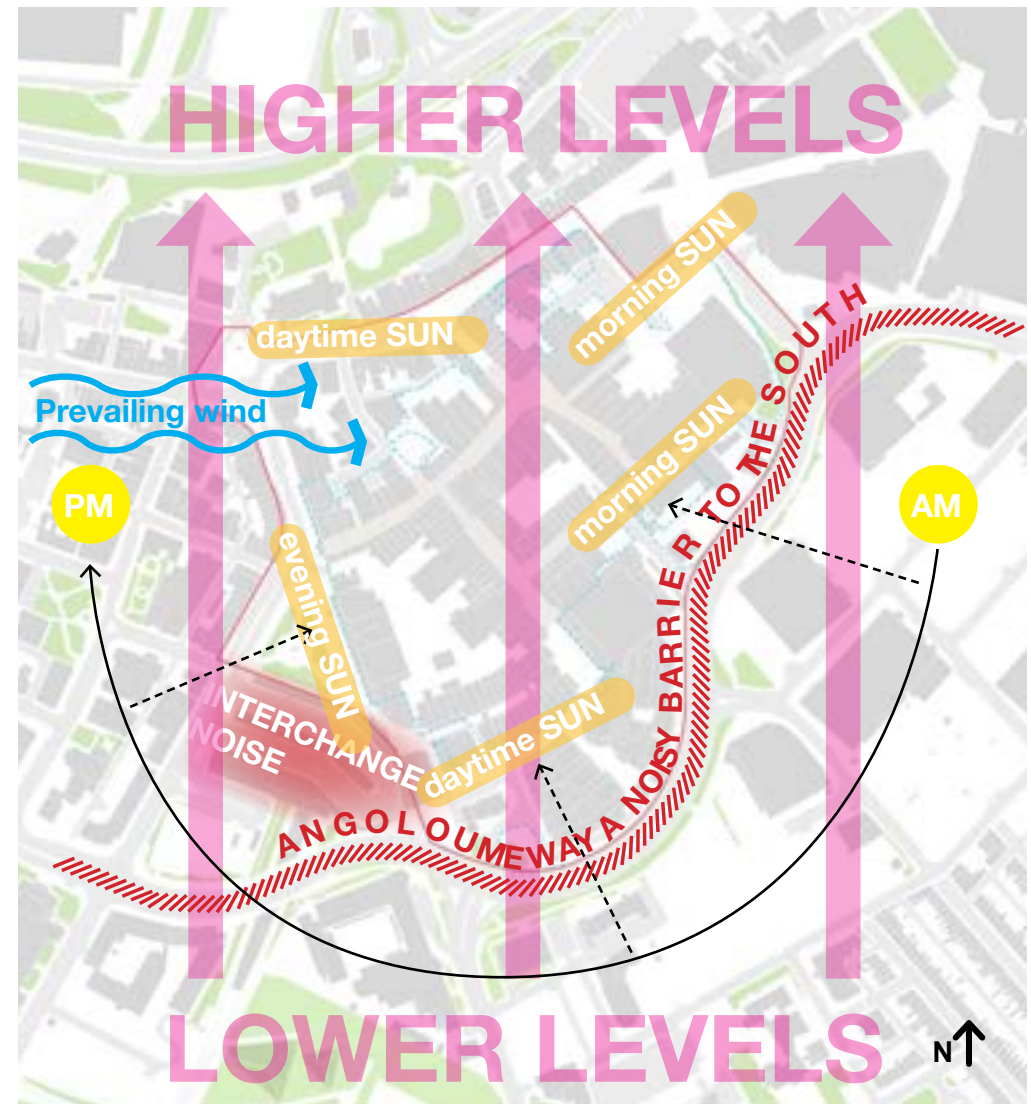 HIGHER LEVELS
morning SUN
daytime SUN
Prevailing wind
morning SUN
PM
AM
evening SUN
INTERCHANGE
NOISE
daytime SUN
ANGOLOUMEWAY A NOISY BARRIER TO THE SOUTH
LOWER LEVELS
N